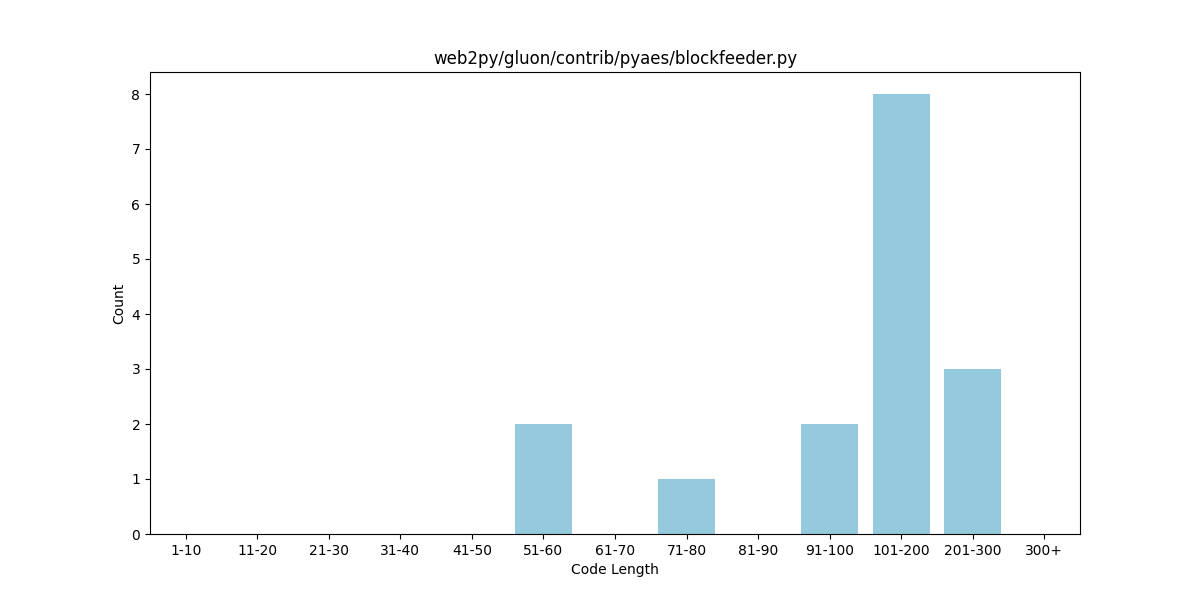 web2py/gluon/contrib/pyaes/blockfeeder.py
8
7
6
5
4
3
2
1
0
Count
1-10 11-20 21-30 31-40 41-50 51-60 61-70 71-80 81-90 91-100 101-200 201-300 300+
Code Length